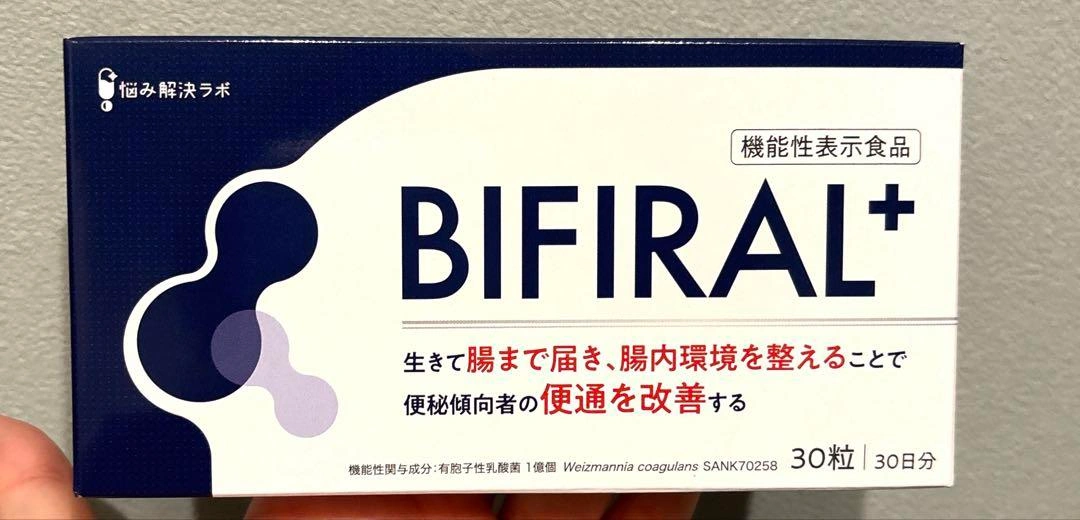 悩み解決ラボ
機能性表示食品
BIFIRAL+
生きて腸まで届き、腸内環境を整えることで
便秘傾向者の便通を改善する
機能性関与成分:有胞子性乳酸菌 1億個 Weizmannia coagulans SANK70258 30粒 30日分